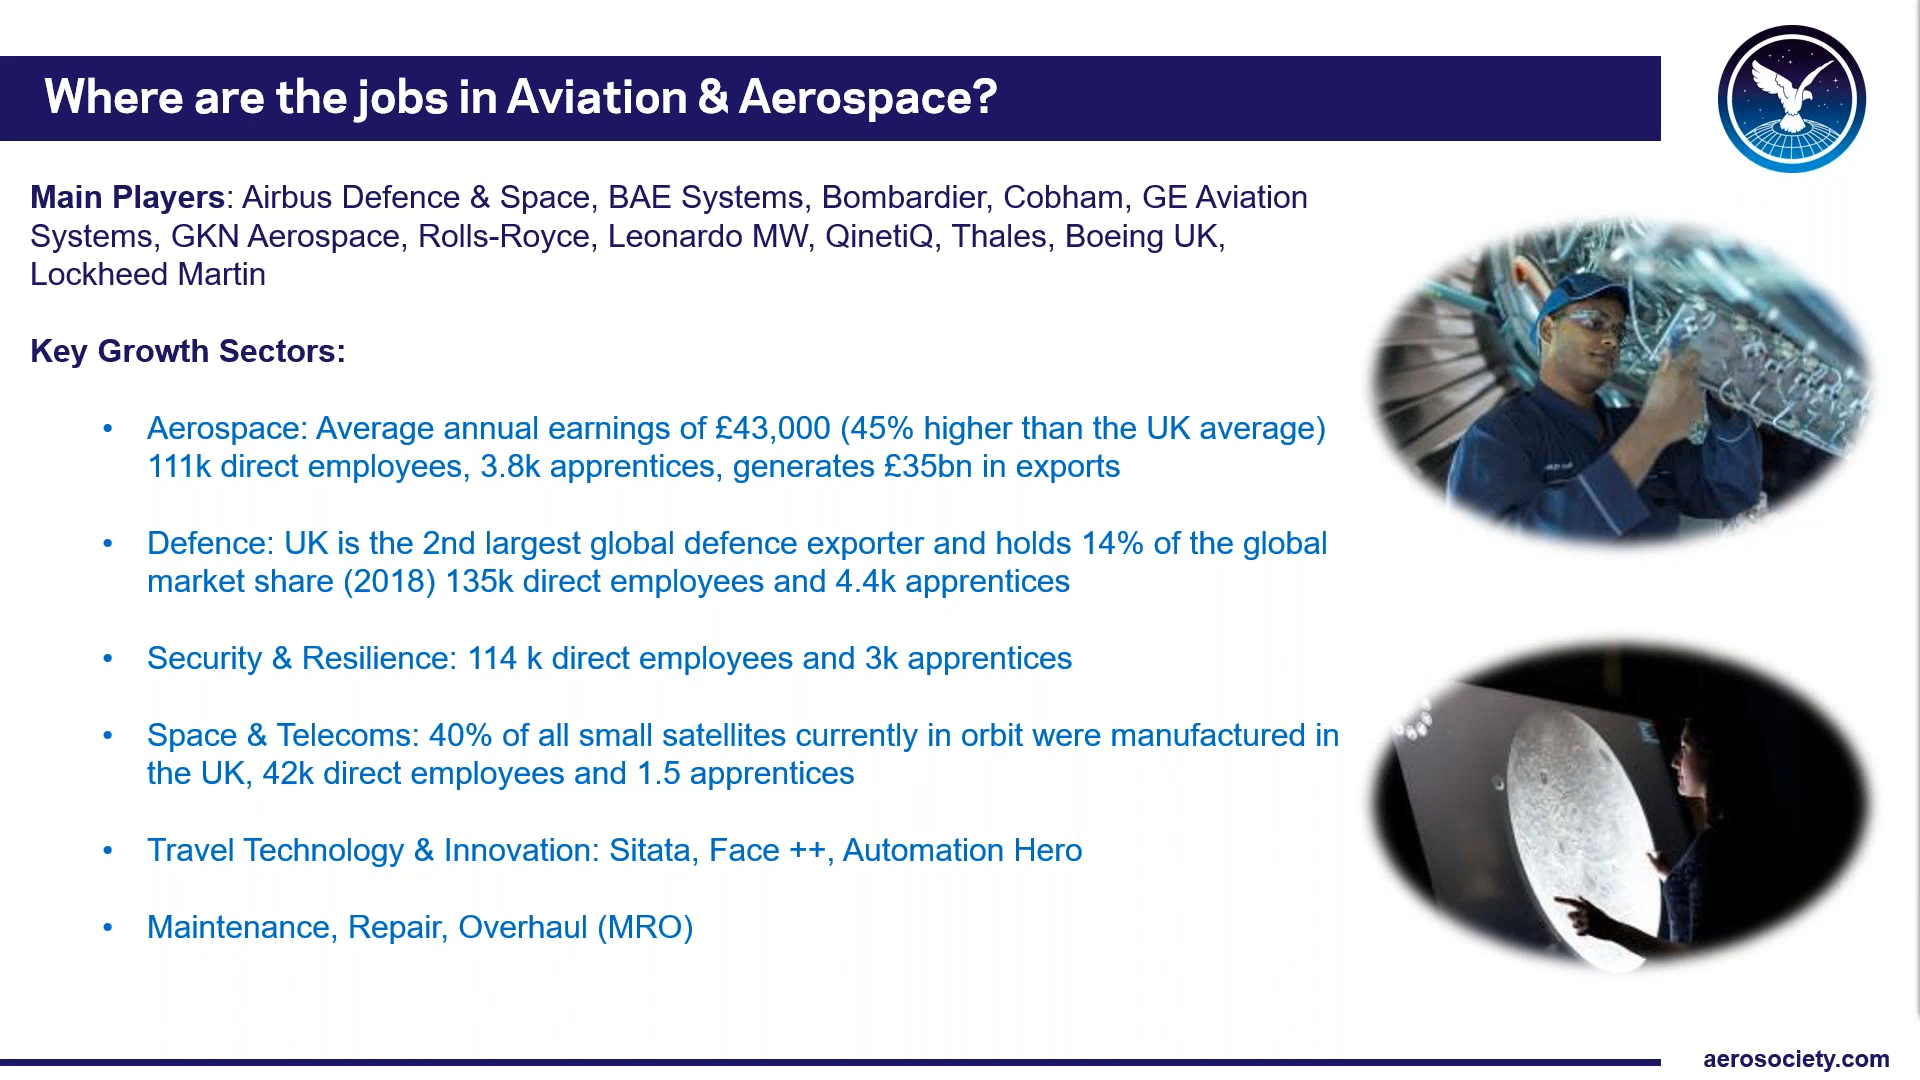 Where are the jobs in Aviation & Aerospace?
Main Players: Airbus Defence & Space, BAE Systems, Bombardier, Cobham, GE Aviation
Systems, GKN Aerospace, Rolls-Royce, Leonardo MW, QinetiQ, Thales, Boeing UK,
Lockheed Martin
Key Growth Sectors:
• Aerospace: Average annual earnings of £43,000 (45% higher than the UK average)
111k direct employees, 3.8k apprentices, generates £35bn in exports
• Defence: UK is the 2nd largest global defence exporter and holds 14% of the global
market share (2018) 135k direct employees and 4.4k apprentices
• Security & Resilience: 114 k direct employees and 3k apprentices
• Space & Telecoms: 40% of all small satellites currently in orbit were manufactured in
the UK, 42k direct employees and 1.5 apprentices
• Travel Technology & Innovation: Sitata, Face ++, Automation Hero
• Maintenance, Repair, Overhaul (MRO)
aerosociety.com